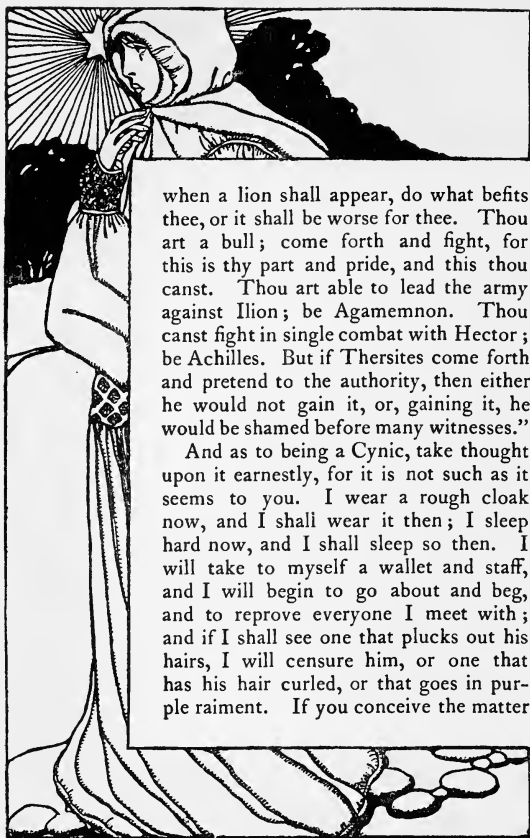 when a lion shall appear, do what befits
thee, or it shall be worse for thee. Thou
art a bull; come forth and fight, for
this is thy part and pride, and this thou
canst. Thou art able to lead the army
against Ilion; be Agamemnon. Thou
canst fight in single combat with Hector;
be Achilles. But if Thersites come forth
and pretend to the authority, then either
he would not gain it, or, gaining it, he
would be shamed before many witnesses.”
And as to being a Cynic, take thought
upon it earnestly, for it is not such as it
seems to you. I wear a rough cloak
now, and I shall wear it then; I sleep
hard now, and I shall sleep so then. I
will take to myself a wallet and staff,
and I will begin to go about and beg,
and to reprove everyone I meet with;
and if I shall see one that plucks out his
hairs, I will censure him, or one that
has his hair curled, or that goes in pur-
ple raiment. If you conceive the matter